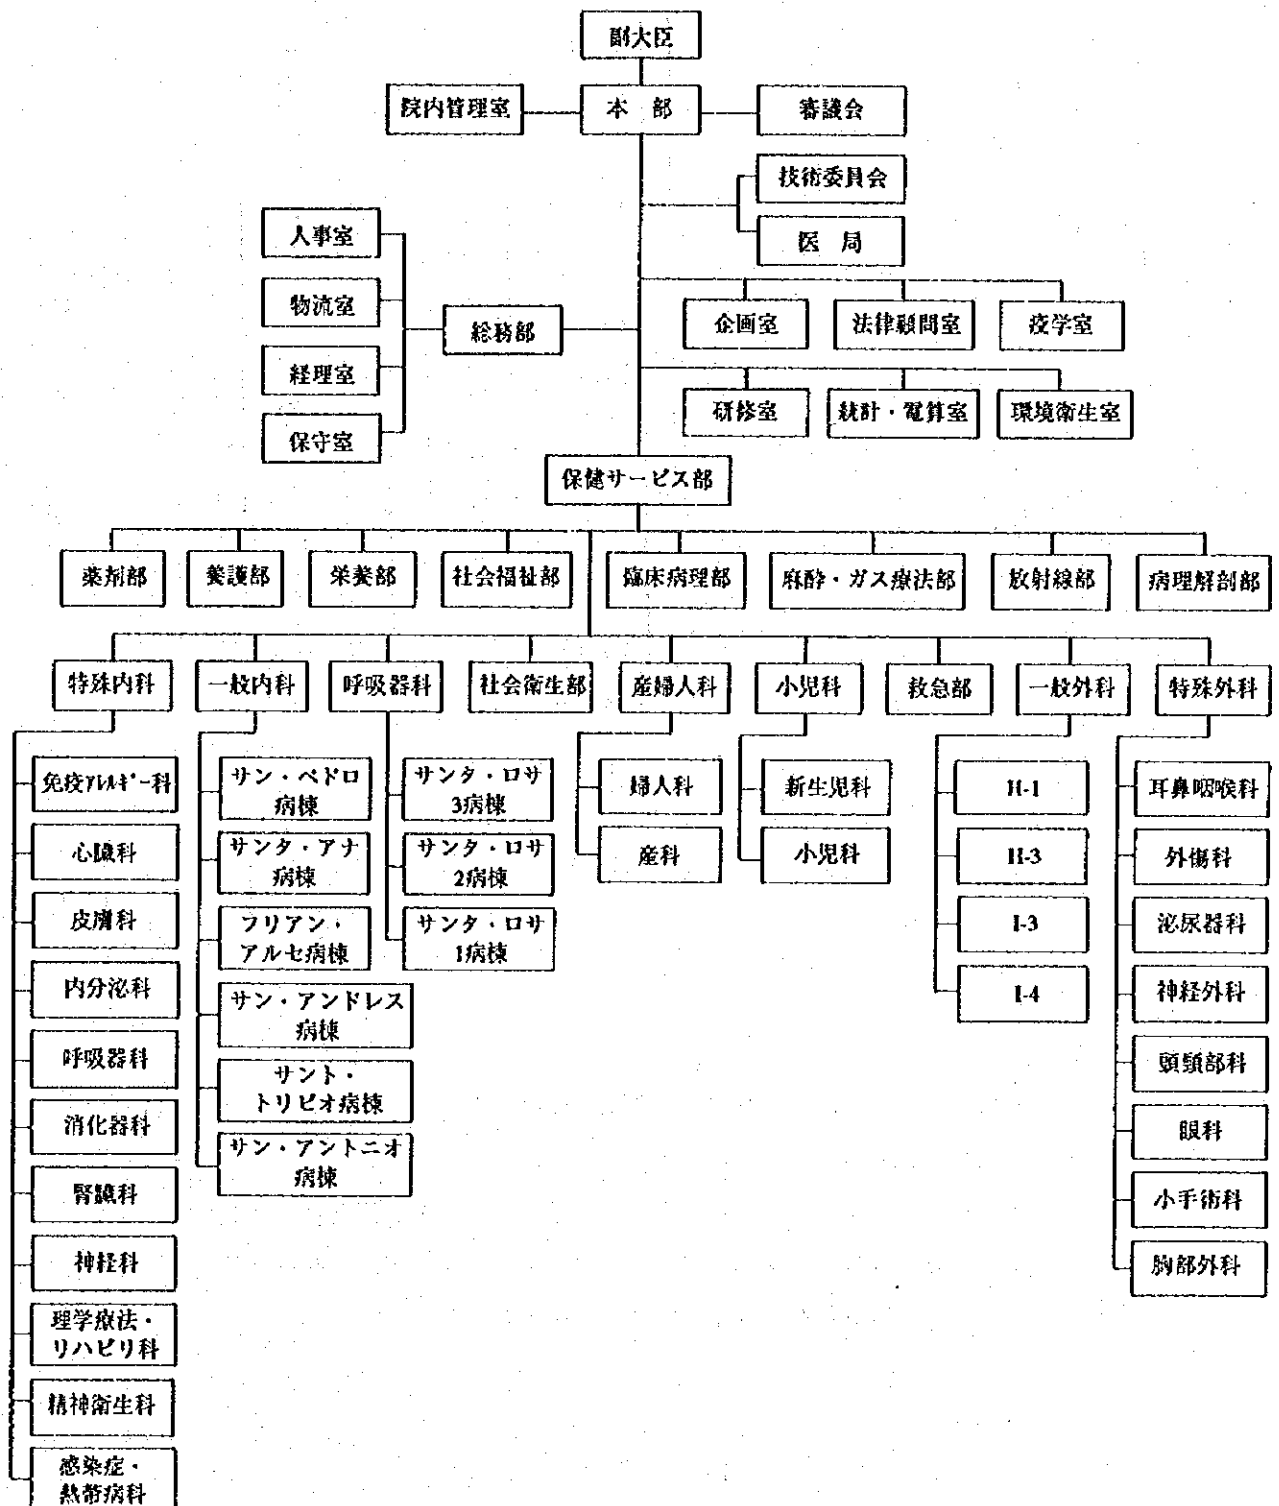 副大臣
院内管理室
本 部
審議会
技術委員会
医 局
人事室
物流室
経理室
保守室
総務部
企画室
法律顧問室
疫学室
研修室
統計・電算室
環境衛生室
保健サービス部
薬剤部
養護部
栄養部
社会福祉部
臨床病理部
麻酔・ガス療法部
放射線部
病理解剖部
特殊内科
一般内科
呼吸器科
社会衛生部
産婦人科
小児科
救急部
一般外科
特殊外科
免疫アレルギー科
心臓科
皮膚科
内分泌科
呼吸器科
消化器科
腎臓科
神経科
理学療法・
リハビリ科
精神衛生科
感染症・
熱帯病科
サン・ペドロ
病棟
サンタ・アナ
病棟
フリアン・
アルセ病棟
サン・アンドレス
病棟
サント・
トリビオ病棟
サン・アントニオ
病棟
サンタ・ロサ
3病棟
サンタ・ロサ
2病棟
サンタ・ロサ
1病棟
婦人科
産科
新生児科
小児科
H-1
H-3
I-3
I-4
耳鼻咽喉科
外傷科
泌尿器科
神経外科
頭頸部科
眼科
小手術科
胸部外科